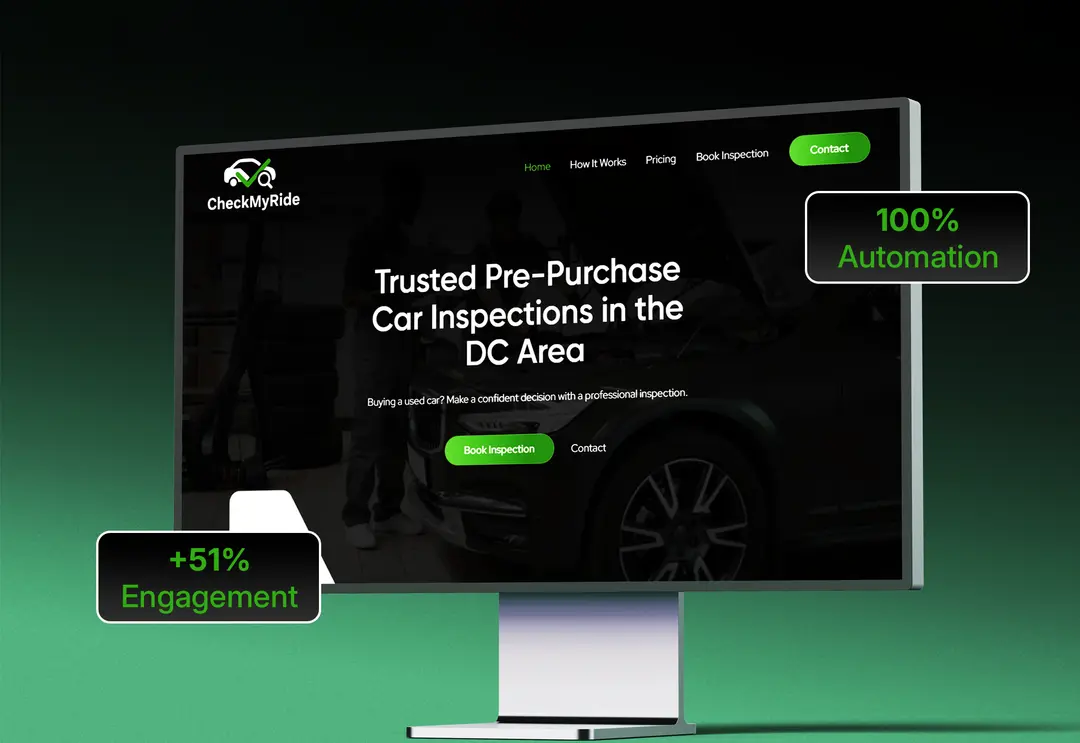 CheckMyRide
Home
How It Works
Pricing
Book Inspection
Contact
100%
Automation
Trusted Pre-Purchase
Car Inspections in the
DC Area
Buying a used car? Make a confident decision with a professional inspection.
Book Inspection
Contact
+51%
Engagement